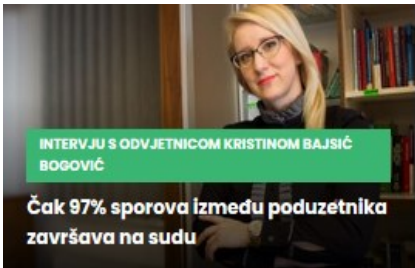 INTERVJU S ODVJETNICOM KRISTINOM BAJSIĆ
BOGOVIĆ
Čak 97% sporova između poduzetnika
završava na sudu